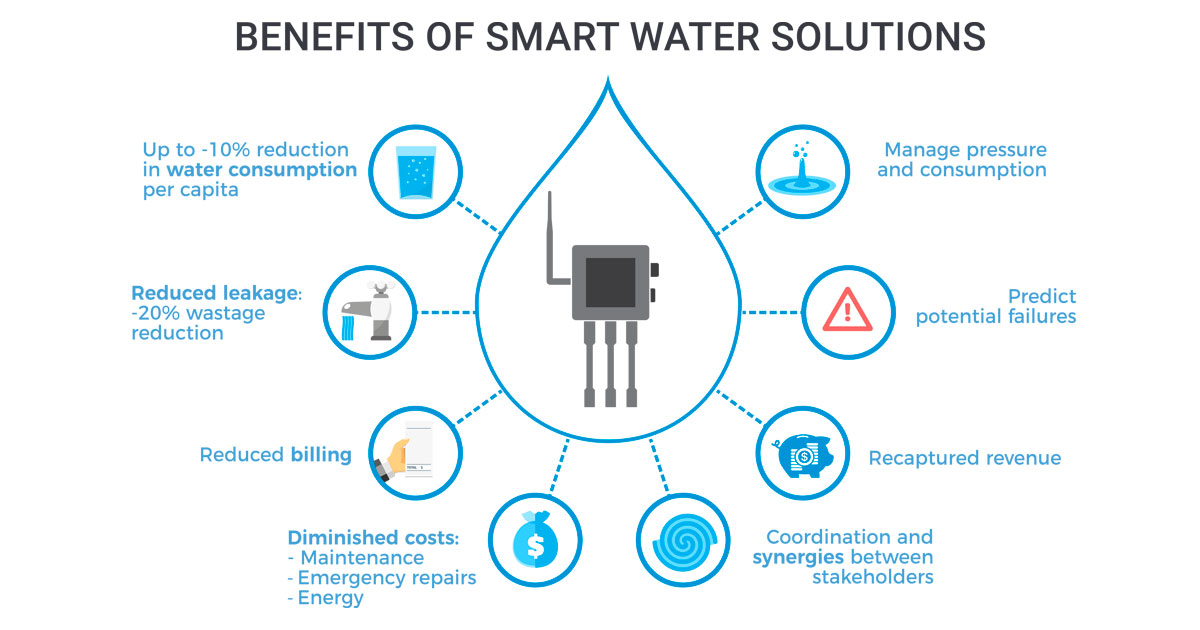 BENEFITS OF SMART WATER SOLUTIONS
Up to -10% reduction
in water consumption
per capita
Reduced leakage:
-20% wastage
reduction
Reduced billing
Diminished costs:
- Maintenance
- Emergency repairs
- Energy
Manage pressure
and consumption
Predict
potential failures
Recaptured revenue
Coordination and
synergies between
stakeholders
TOTAL $
$
$